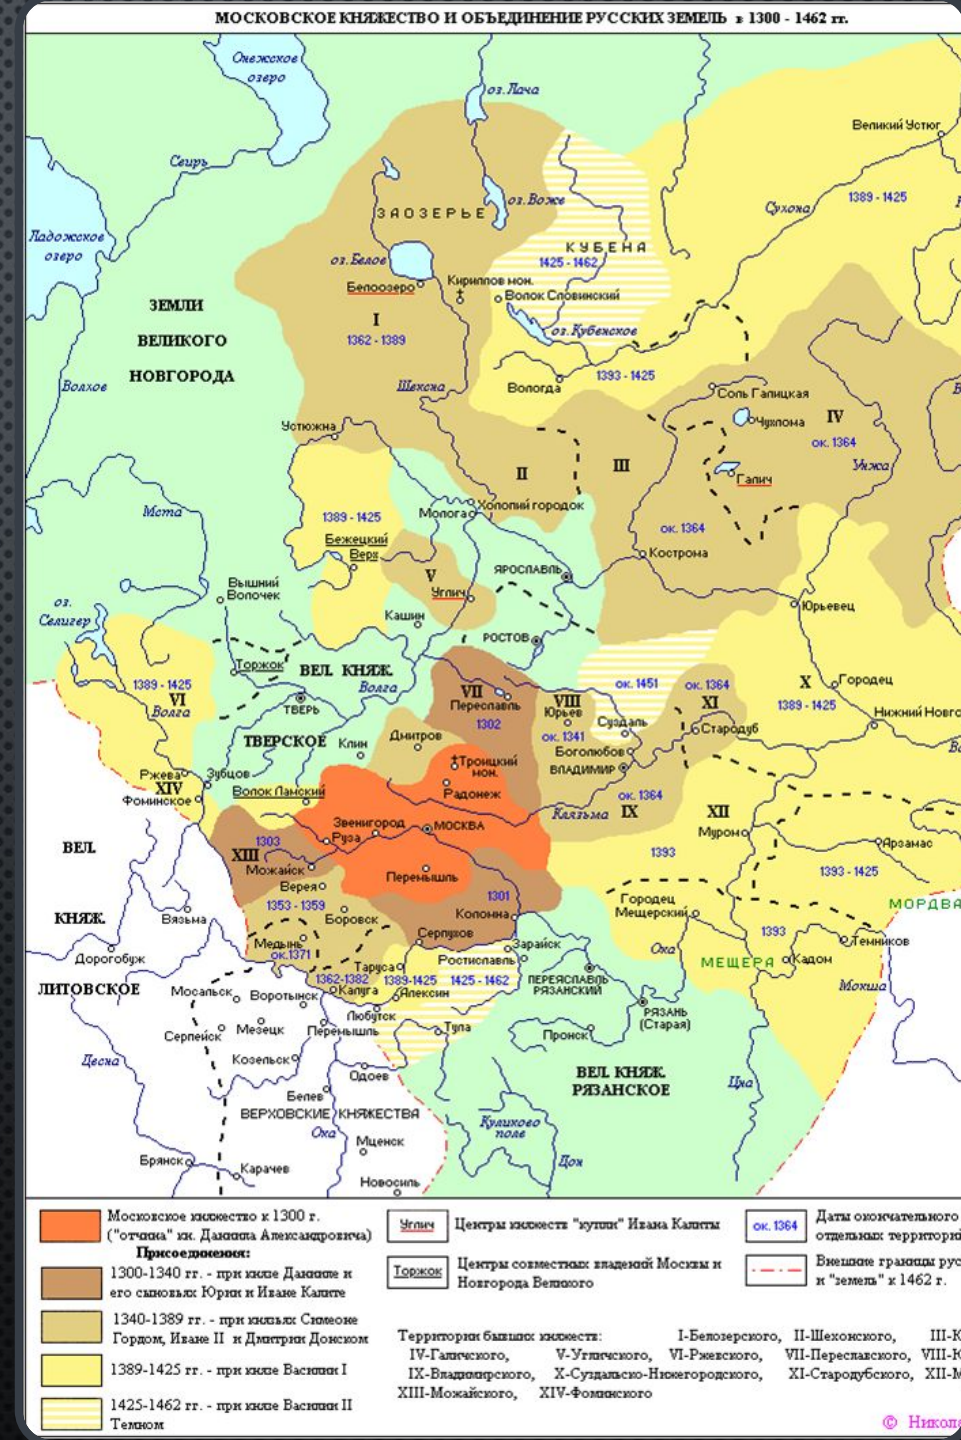 МОСКОВСКОЕ КНЯЖЕСТВО И ОБЪЕДИНЕНИЕ РУССКИХ ЗЕМЕЛЬ в 1300 - 1462 гг.
Онежское
озеро
оз. Лача
Великий Устюг
Свирь
1389 - 1425
оз. Воже
ЗАОЗЕРЬЕ
Сухона
Ладожское
озеро
КУБЕНА
1425 - 1462
оз. Белое
Кириллов мон.
Белоозеро
Волок Словинский
ЗЕМЛИ
ВЕЛИКОГО
НОВГОРОДА
I
1362 - 1389
оз. Кубенское
1393 - 1425
Волхов
Шексна
Вологда
Соль Галицкая
Чухлома
IV
ок. 1364
Устюжна
II
III
Унжа
Галич
Молога
Холопий городок
Мста
1389 - 1425
ок. 1364
Бежецкий
Верх
Кострома
ЯРОСЛАВЛЬ
V
Углич
Вышний
Волочек
оз.
Селигер
Кашин
Юрьевец
РОСТОВ
Торжок
ВЕЛ. КНЯЖ.
Волга
1389 - 1425
VI
Волга
ТВЕРЬ
ТВЕРСКОЕ
VII
Переславль
1302
VIII
Юрьев
ок. 1341
ок. 1451
ок. 1364
XI
X
Городец
1389 - 1425
Суздаль
Стародуб
Нижний Новго
Клин
Дмитров
Боголюбов
ВЛАДИМИР
Троицкий
мон.
Радонеж
Ржева
Зубцов
XIV
Фоминское
Волок Ламский
ок. 1364
Клязьма
IX
XII
Звенигород
Руза
МОСКВА
Муром
Арзамас
ВЕЛ.
1303
XIII
Можайск
1393
Перемышль
1393 - 1425
Верея
1301
1353 - 1359
Городец
Мещерский
МОРДВА
КНЯЖ.
Вязьма
Боровск
Коломна
Серпухов
1393
Медынь
ок.1371
Зарайск
Ока
Темников
Дорогобуж
Ростиславль
МЕЩЕРА
Кадом
Таруса
1362-1382
1389-1425
1425 - 1462
ПЕРЕЯСЛАВЛЬ
РЯЗАНСКИЙ
ЛИТОВСКОЕ
Мосальск
Воротынск
Калуга
Алексин
Мокша
РЯЗАНЬ
(Старая)
Любутск
Серпейск
Мезецк
Перемышль
Тула
Пронск
Десна
Козельск
Одоев
ВЕЛ. КНЯЖ.
РЯЗАНСКОЕ
Цна
Белев
ВЕРХОВСКИЕ КНЯЖЕСТВА
Ока
Куликово
поле
Мценск
Дон
Брянск
Карачев
Новосиль
Московское княжество к 1300 г.
("отчина" кн. Даниила Александровича)
Присоединения:
1300-1340 гг. - при князе Данииле и
его сыновьях Юрии и Иване Калите
1340-1389 гг. - при князьях Симеоне
Гордом, Иване II и Дмитрии Донском
1389-1425 гг. - при князе Василии I
1425-1462 гг. - при князе Василии II
Темном
Углич
Центры княжеств "купли" Ивана Калиты
Торжок
Центры совместных владений Москвы и
Новгорода Великого
ок. 1364
Даты окончательного
отдельных территори
Внешние границы рус
и "земель" к 1462 г.
Территории бывших княжеств: I-Белозерского, II-Шехонского, III-К
IV-Галичского, V-Угличского, VI-Ржевского, VII-Переславского, VIII-Ю
IX-Владимирского, X-Суздальско-Нижегородского, XI-Стародубского, XII-М
XIII-Можайского, XIV-Фоминского
© Никола